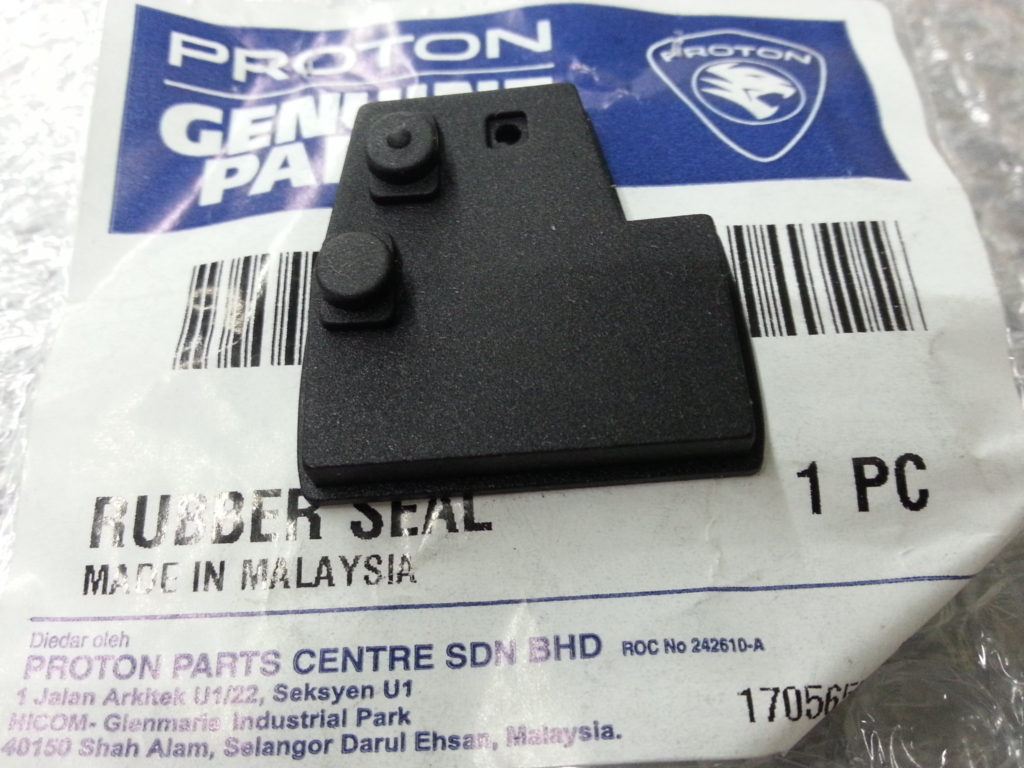 PROTON
PROTON
RUBBER SEAL
1 PC
MADE IN MALAYSIA
Diedar oleh
PROTON PARTS CENTRE SDN BHD ROC No 242610-A
1 Jalan Arkitek U1/22, Seksyen U1
HICOM- Glenmarie Industrial Park
40150 Shah Alam, Selangor Darul Ehsan, Malaysia.